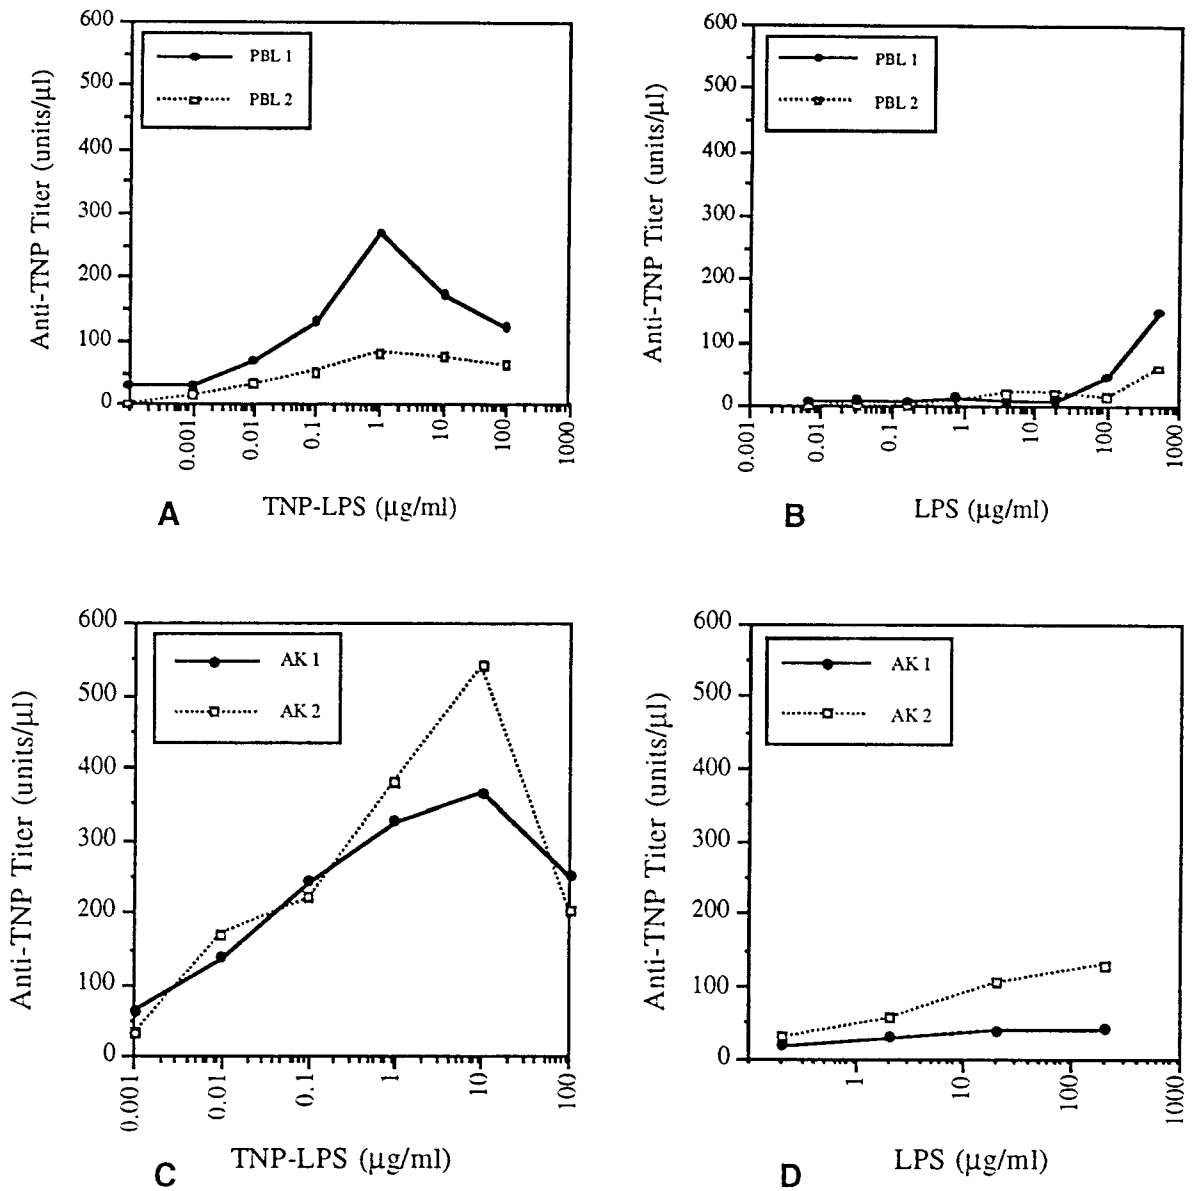 600
500
400
300
200
100
0
Anti-TNP Titer (units/µl)
PBL 1
PBL 2
0.001
0.01
0.1
1
10
100
1000
TNP-LPS (µg/ml)
A
600
500
400
300
200
100
0
Anti-TNP Titer (units/µl)
PBL 1
PBL 2
0.001
0.01
0.1
1
10
100
1000
LPS (µg/ml)
B
600
500
400
300
200
100
0
Anti-TNP Titer (units/µl)
AK 1
AK 2
0.001
0.01
0.1
1
10
100
TNP-LPS (µg/ml)
C
600
500
400
300
200
100
0
Anti-TNP Titer (units/µl)
AK 1
AK 2
1
10
100
1000
LPS (µg/ml)
D